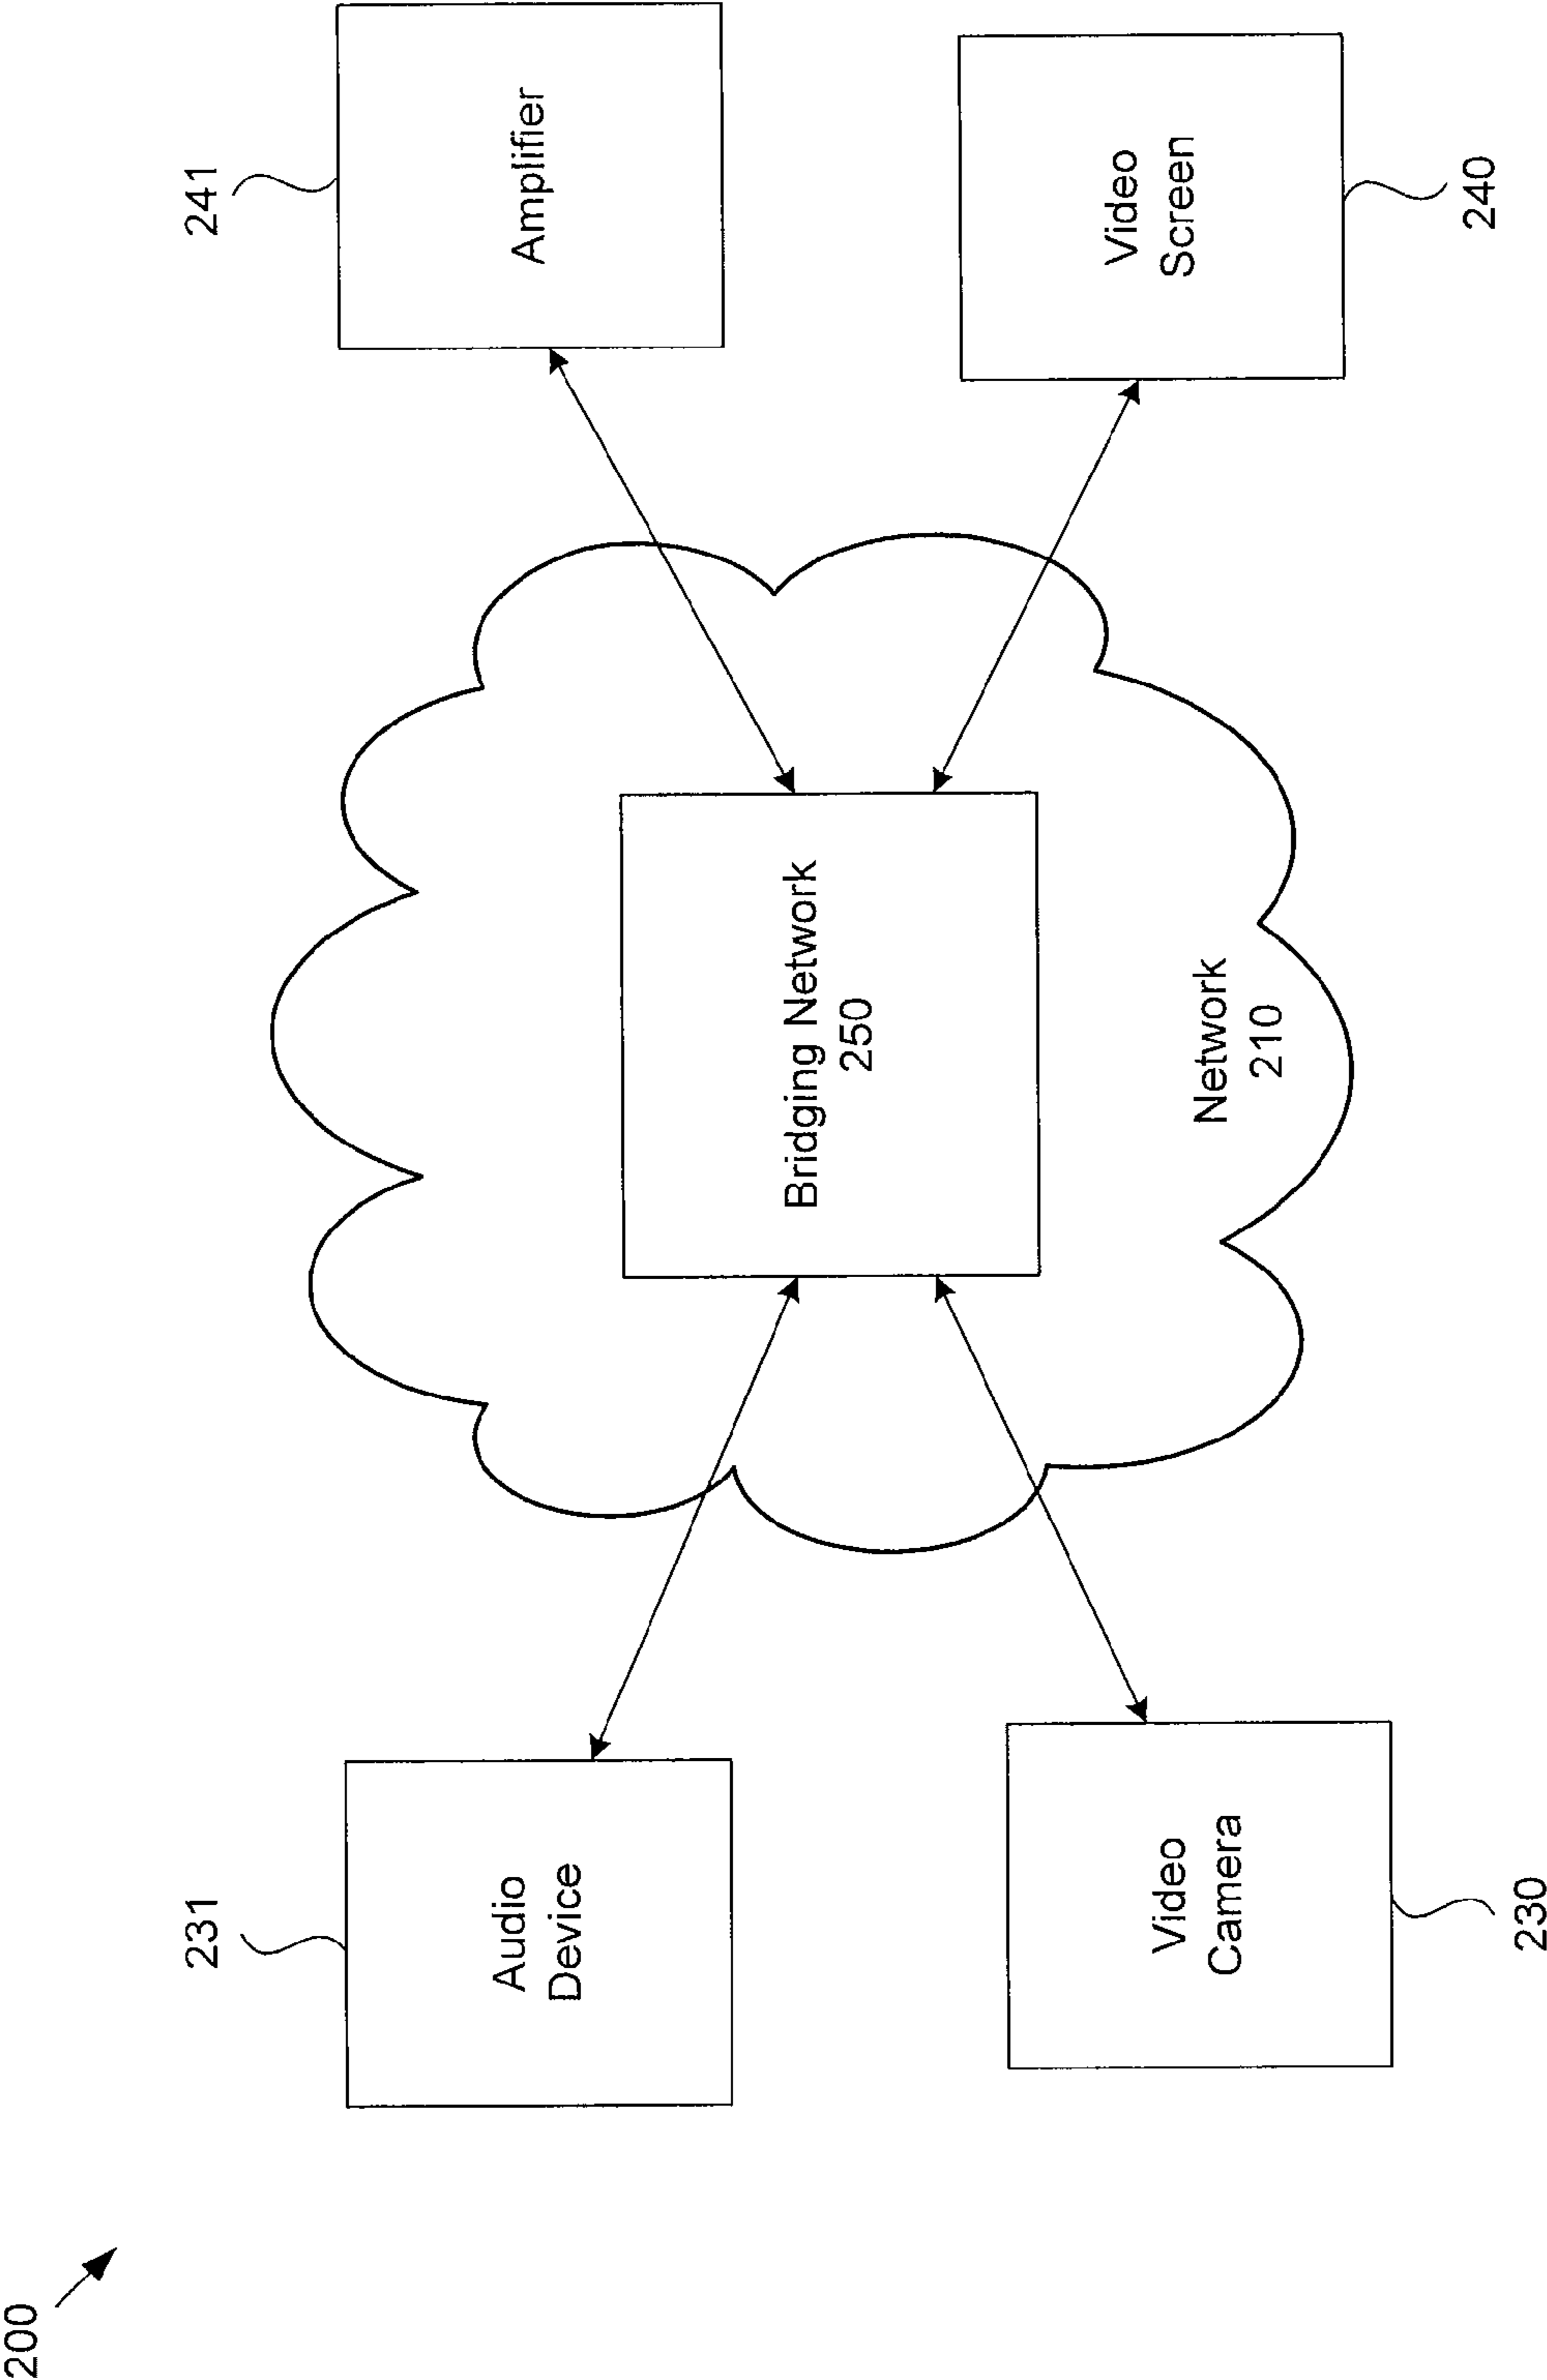 200
231
Audio
Device
241
Amplifier
Bridging Network
250
Network
210
Video
Camera
230
Video
Screen
240